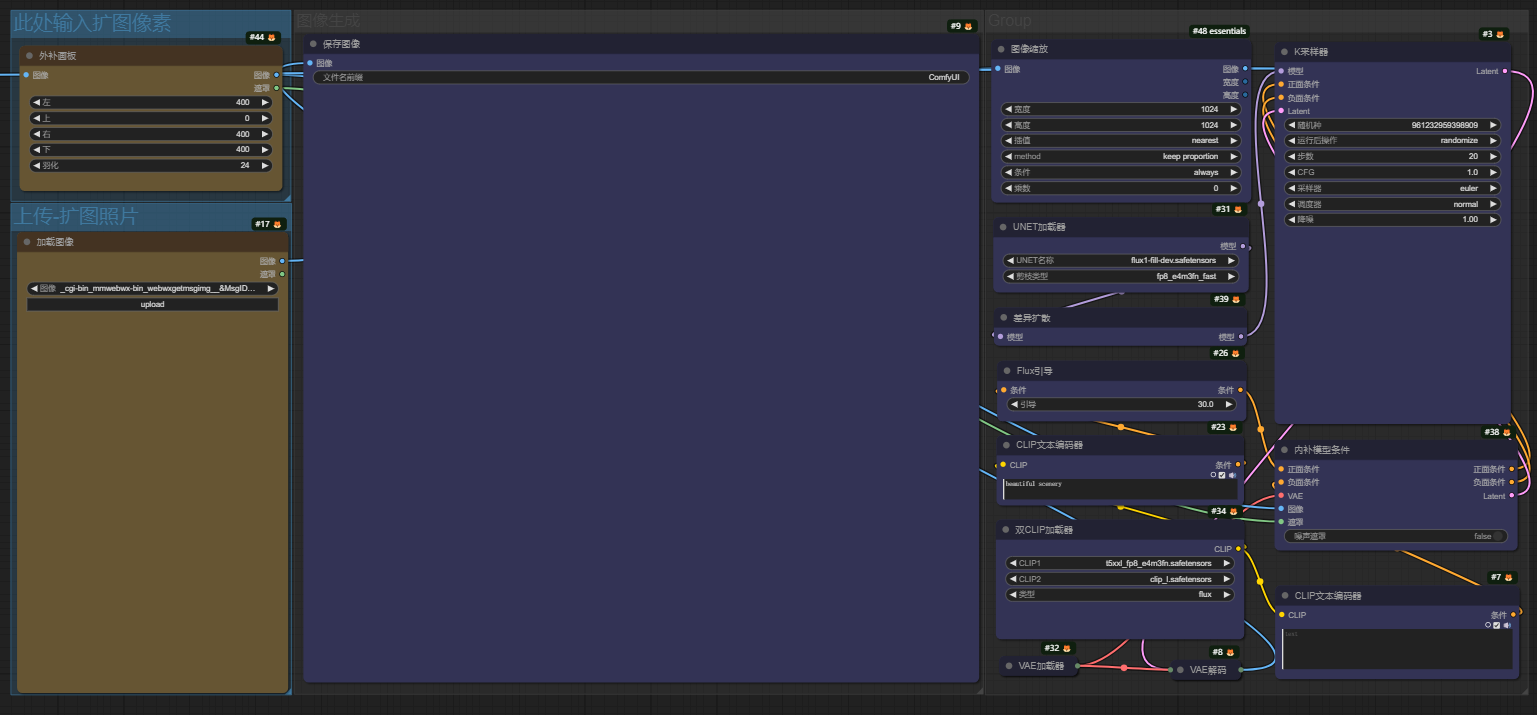 此处输入扩图像素
#44
外补画板
图像
图像
遮罩
左
400
上
0
右
400
下
400
羽化
24
上传-扩图照片
#17
加载图像
图像
遮罩
图像
_cgi-bin_mmwebwx-bin_webwxgetmsgimg__&MsgID...
upload
图像生成
#9
保存图像
图像
文件名前缀
ComfyUI
Group
#48 essentials
图像缩放
图像
图像
宽度
高度
宽度
1024
高度
1024
插值
nearest
method
keep proportion
条件
always
乘数
0
#31
UNET加载器
模型
UNET名称
flux1-fill-dev.safetensors
剪枝类型
fp8_e4m3fn_fast
#39
差异扩散
模型
模型
#26
Flux引导
条件
条件
引导
30.0
#23
CLIP文本编码器
CLIP
条件
beautiful scenery
#34
双CLIP加载器
CLIP
CLIP1
t5xxl_fp8_e4m3fn.safetensors
CLIP2
clip_l.safetensors
类型
flux
#32
VAE加载器
#8
VAE解码
#3
K采样器
模型
Latent
正面条件
负面条件
Latent
随机种
961232959398909
运行后操作
randomize
步数
20
CFG
1.0
采样器
euler
调度器
normal
降噪
1.00
#38
内补模型条件
正面条件
正面条件
负面条件
负面条件
VAE
Latent
图像
遮罩
噪声遮罩
false
#7
CLIP文本编码器
CLIP
条件
text